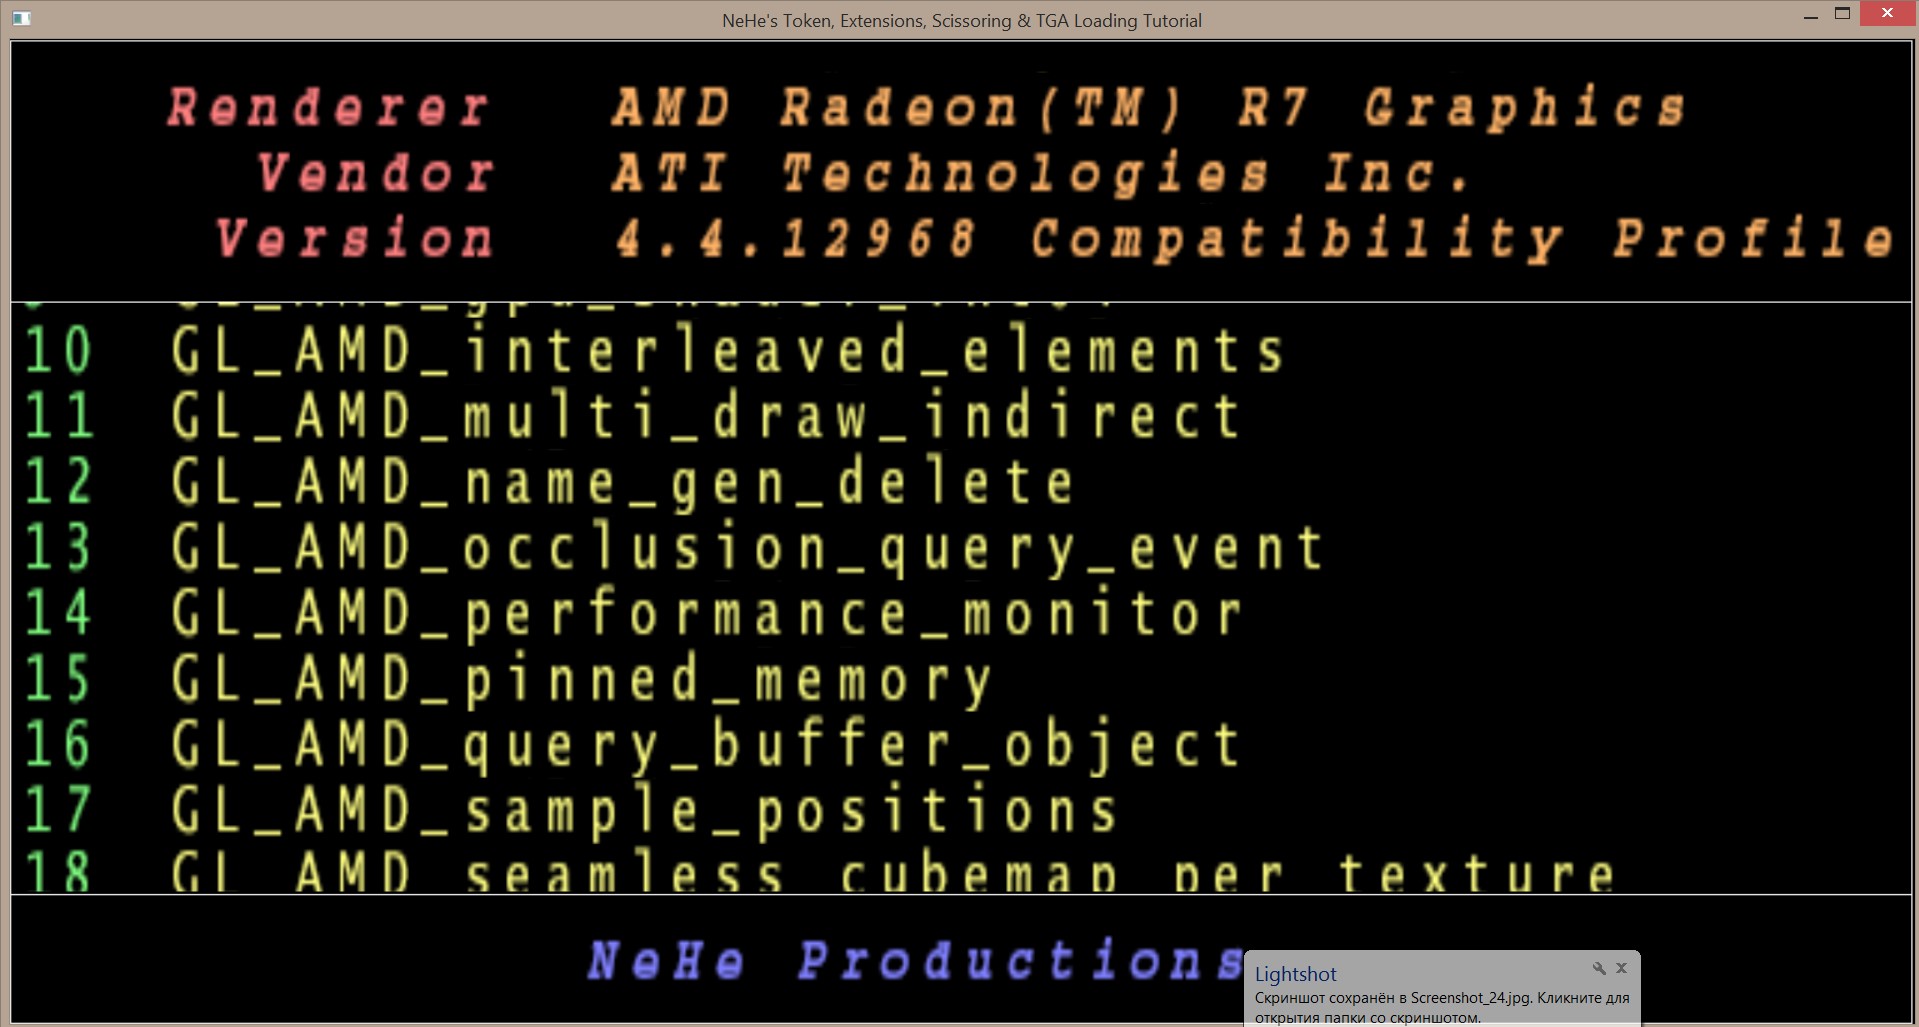 NeHe's Token, Extensions, Scissoring & TGA Loading Tutorial
Renderer AMD Radeon(TM) R7 Graphics
Vendor ATI Technologies Inc.
Version 4.4.12968 Compatibility Profile
10 GL_AMD_interleaved_elements
11 GL_AMD_multi_draw_indirect
12 GL_AMD_name_gen_delete
13 GL_AMD_occlusion_query_event
14 GL_AMD_performance_monitor
15 GL_AMD_pinned_memory
16 GL_AMD_query_buffer_object
17 GL_AMD_sample_positions
18 GL_AMD_seamless_cubemap_per_texture
NeHe Productions
Lightshot
Скриншот сохранён в Screenshot_24.jpg. Кликните для
открытия папки со скриншотом.